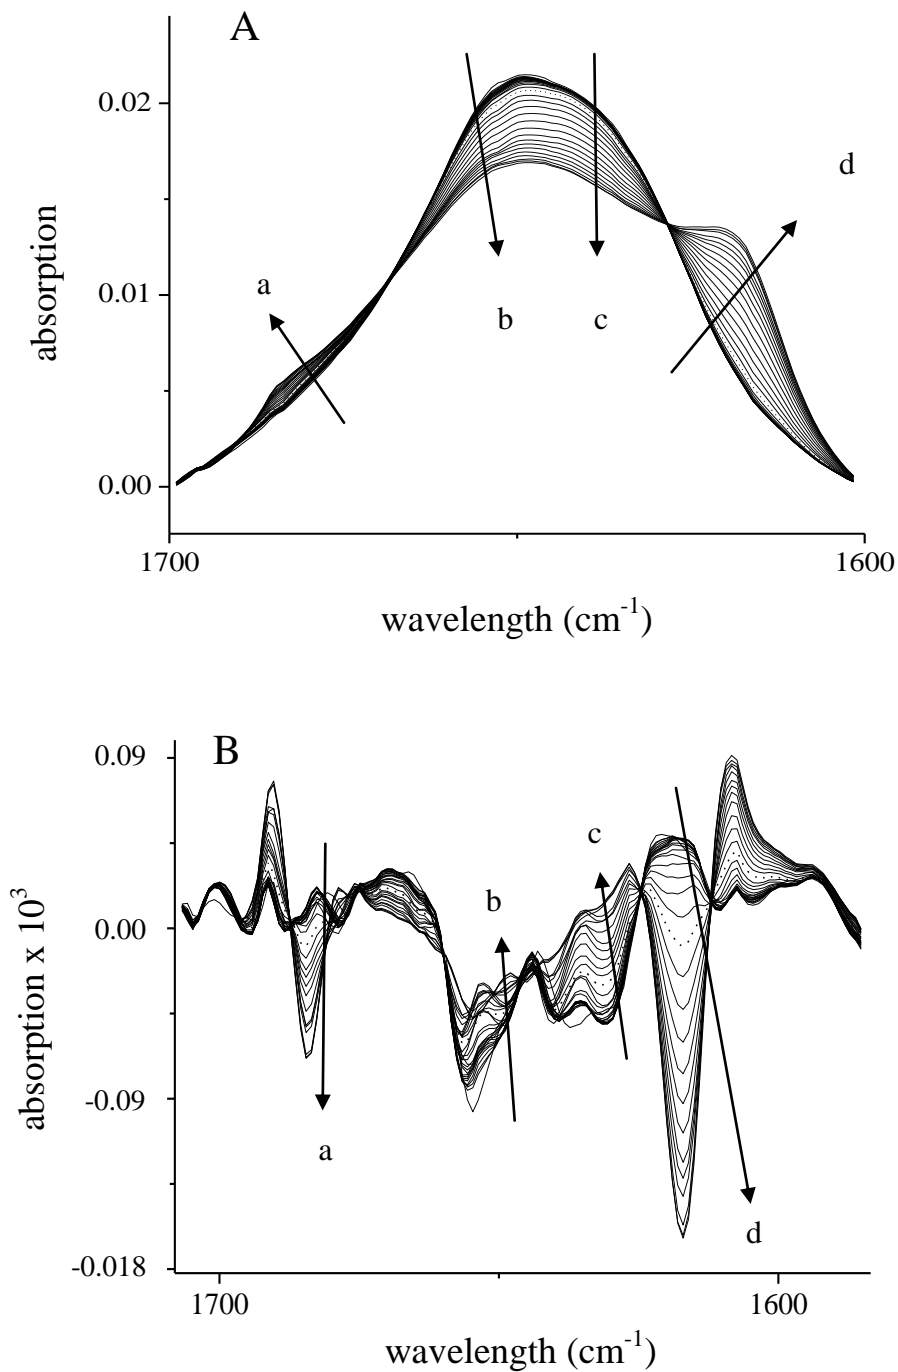 A
0.02
d
absorption
a
0.01
b
c
0.00
1700
1600
wavelength (cm-1)
B
0.09
c
absorption x 103
b
0.00
-0.09
a
d
-0.018
1700
1600
wavelength (cm-1)